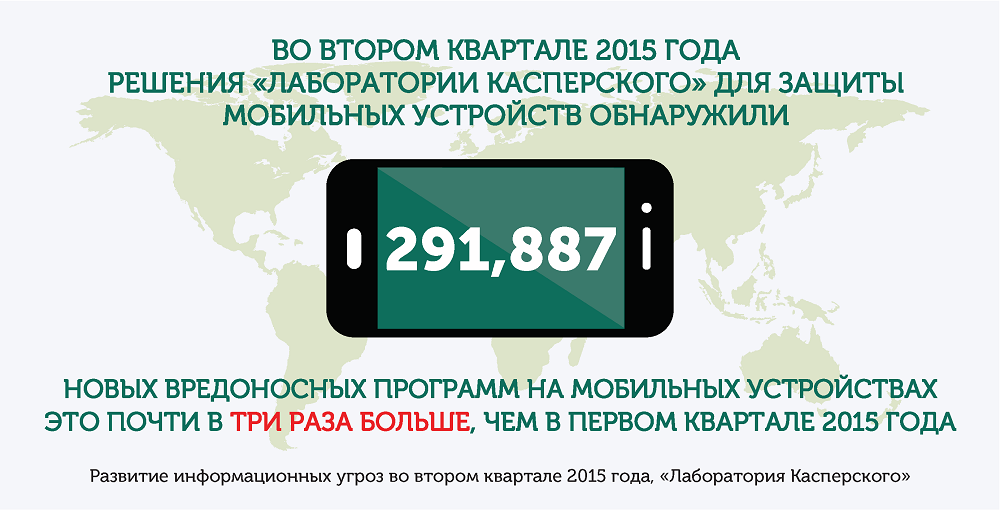 ВО ВТОРОМ КВАРТАЛЕ 2015 ГОДА
РЕШЕНИЯ «ЛАБОРАТОРИИ КАСПЕРСКОГО» ДЛЯ ЗАЩИТЫ
МОБИЛЬНЫХ УСТРОЙСТВ ОБНАРУЖИЛИ
291,887
НОВЫХ ВРЕДОНОСНЫХ ПРОГРАММ НА МОБИЛЬНЫХ УСТРОЙСТВАХ
ЭТО ПОЧТИ В ТРИ РАЗА БОЛЬШЕ, ЧЕМ В ПЕРВОМ КВАРТАЛЕ 2015 ГОДА
Развитие информационных угроз во втором квартале 2015 года, «Лаборатория Касперского»